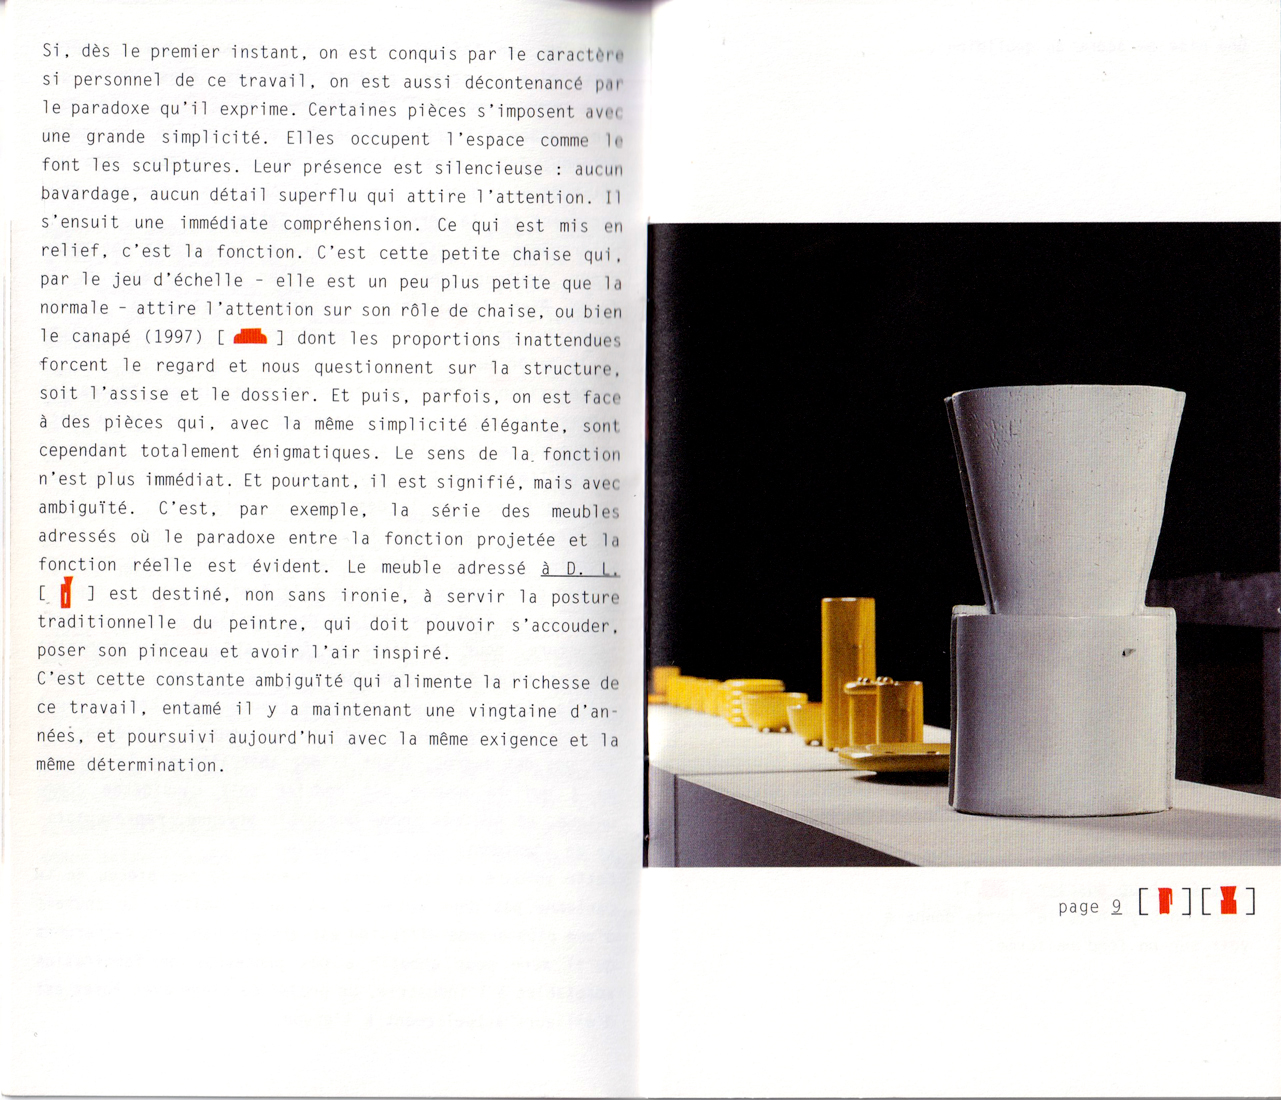 Si, dès le premier instant, on est conquis par le caractère
si personnel de ce travail, on est aussi décontenancé par
le paradoxe qu'il exprime. Certaines pièces s'imposent avec
une grande simplicité. Elles occupent l'espace comme le
font les sculptures. Leur présence est silencieuse : aucun
bavardage, aucun détail superflu qui attire l'attention. Il
s'ensuit une immédiate compréhension. Ce qui est mis en
relief, c'est la fonction. C'est cette petite chaise qui,
par le jeu d'échelle - elle est un peu plus petite que la
normale - attire l'attention sur son rôle de chaise, ou bien
le canapé (1997) [ ] dont les proportions inattendues
forcent le regard et nous questionnent sur la structure,
soit l'assise et le dossier. Et puis, parfois, on est face
à des pièces qui, avec la même simplicité élégante, sont
cependant totalement énigmatiques. Le sens de la fonction
n'est plus immédiat. Et pourtant, il est signifié, mais avec
ambiguïté. C'est, par exemple, la série des meubles
adressés où le paradoxe entre la fonction projetée et la
fonction réelle est évident. Le meuble adressé à D. L.
[ ] est destiné, non sans ironie, à servir la posture
traditionnelle du peintre, qui doit pouvoir s'accouder,
poser son pinceau et avoir l'air inspiré.
C'est cette constante ambiguïté qui alimente la richesse de
ce travail, entamé il y a maintenant une vingtaine d'an-
nées, et poursuivi aujourd'hui avec la même exigence et la
même détermination.
page 9 [ ] [ ]